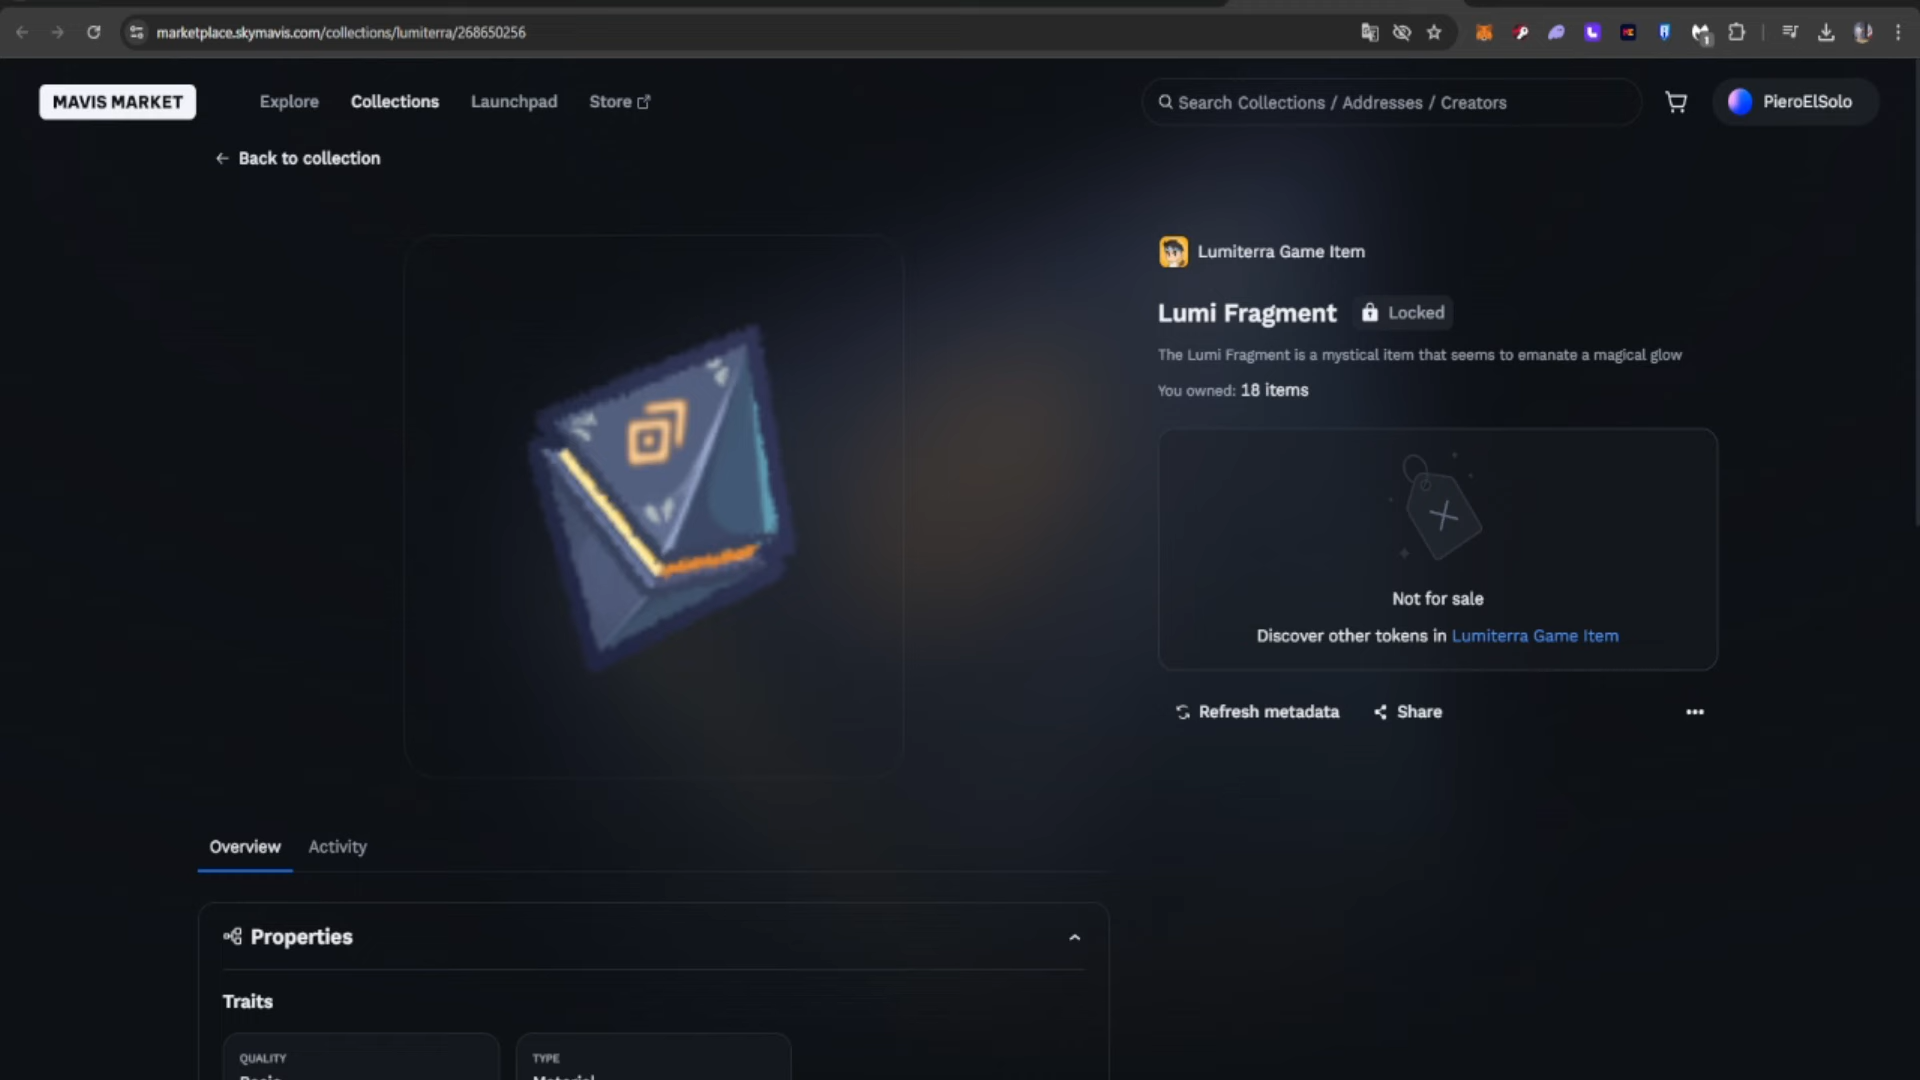 marketplace.skymavis.com/collections/lumiterra/268650256
MAVIS MARKET
Explore
Collections
Launchpad
Store
Search Collections / Addresses / Creators
PieroElSolo
Back to collection
Lumiterra Game Item
Lumi Fragment
Locked
The Lumi Fragment is a mystical item that seems to emanate a magical glow
You owned: 18 items
Not for sale
Discover other tokens in Lumiterra Game Item
Refresh metadata
Share
Overview
Activity
Properties
Traits
QUALITY
TYPE
Basic
Material